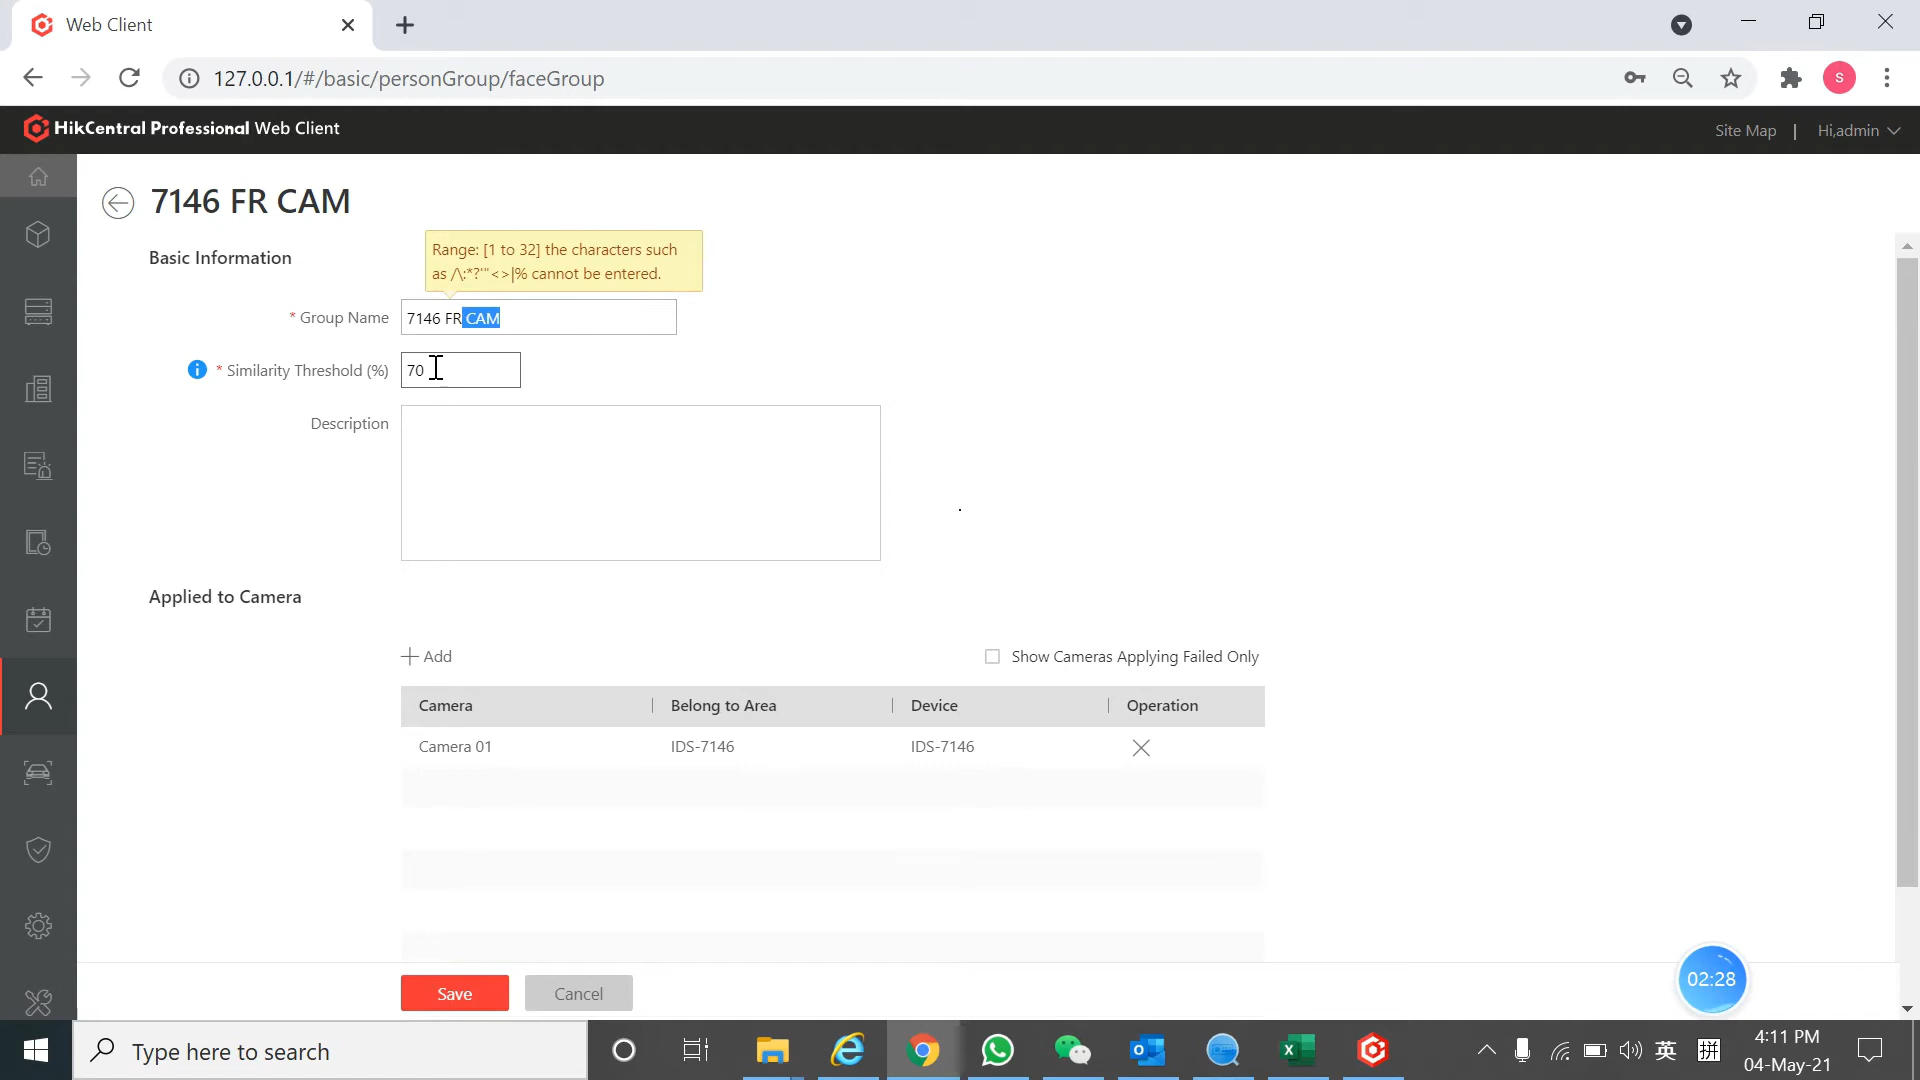 Web Client
127.0.0.1/#/basic/personGroup/faceGroup
S
HikCentral Professional Web Client
Site Map | Hi,admin
7146 FR CAM
Basic Information
Range: [1 to 32] the characters such
as /\:*?'"<>|% cannot be entered.
* Group Name 7146 FR CAM
* Similarity Threshold (%) 70
Description
Applied to Camera
Add
Show Cameras Applying Failed Only
Camera Belong to Area Device Operation
Camera 01 IDS-7146 IDS-7146
Save Cancel
02:28
Type here to search
英 拼
4:11 PM
04-May-21